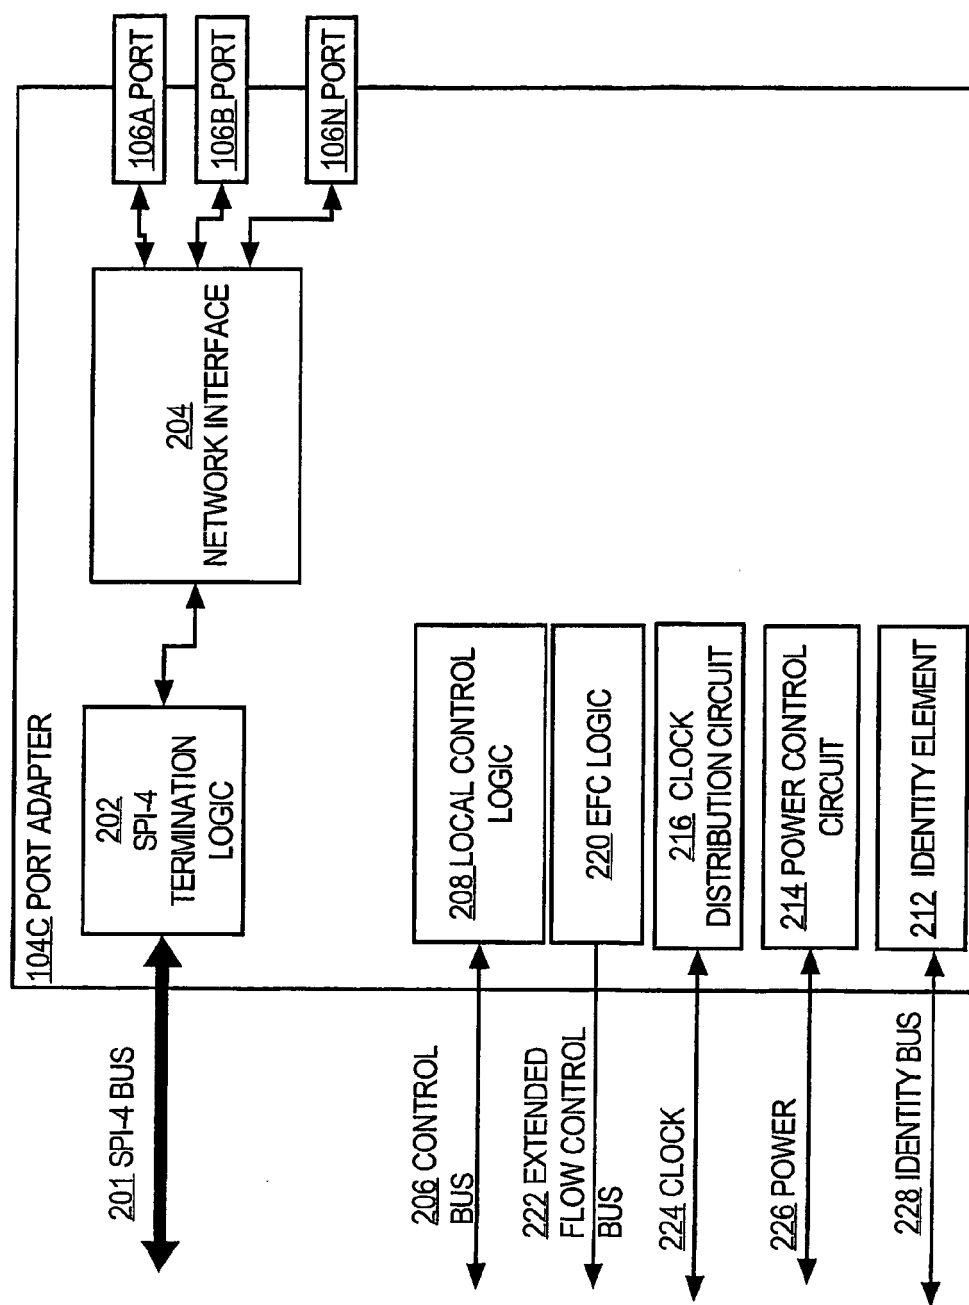 104C PORT ADAPTER
201 SPI-4 BUS
202
SPI-4
TERMINATION
LOGIC
204
NETWORK INTERFACE
106A PORT
106B PORT
106N PORT
206 CONTROL
BUS
208 LOCAL CONTROL
LOGIC
222 EXTENDED
FLOW CONTROL
BUS
220 EFC LOGIC
224 CLOCK
216 CLOCK
DISTRIBUTION CIRCUIT
226 POWER
214 POWER CONTROL
CIRCUIT
228 IDENTITY BUS
212 IDENTITY ELEMENT